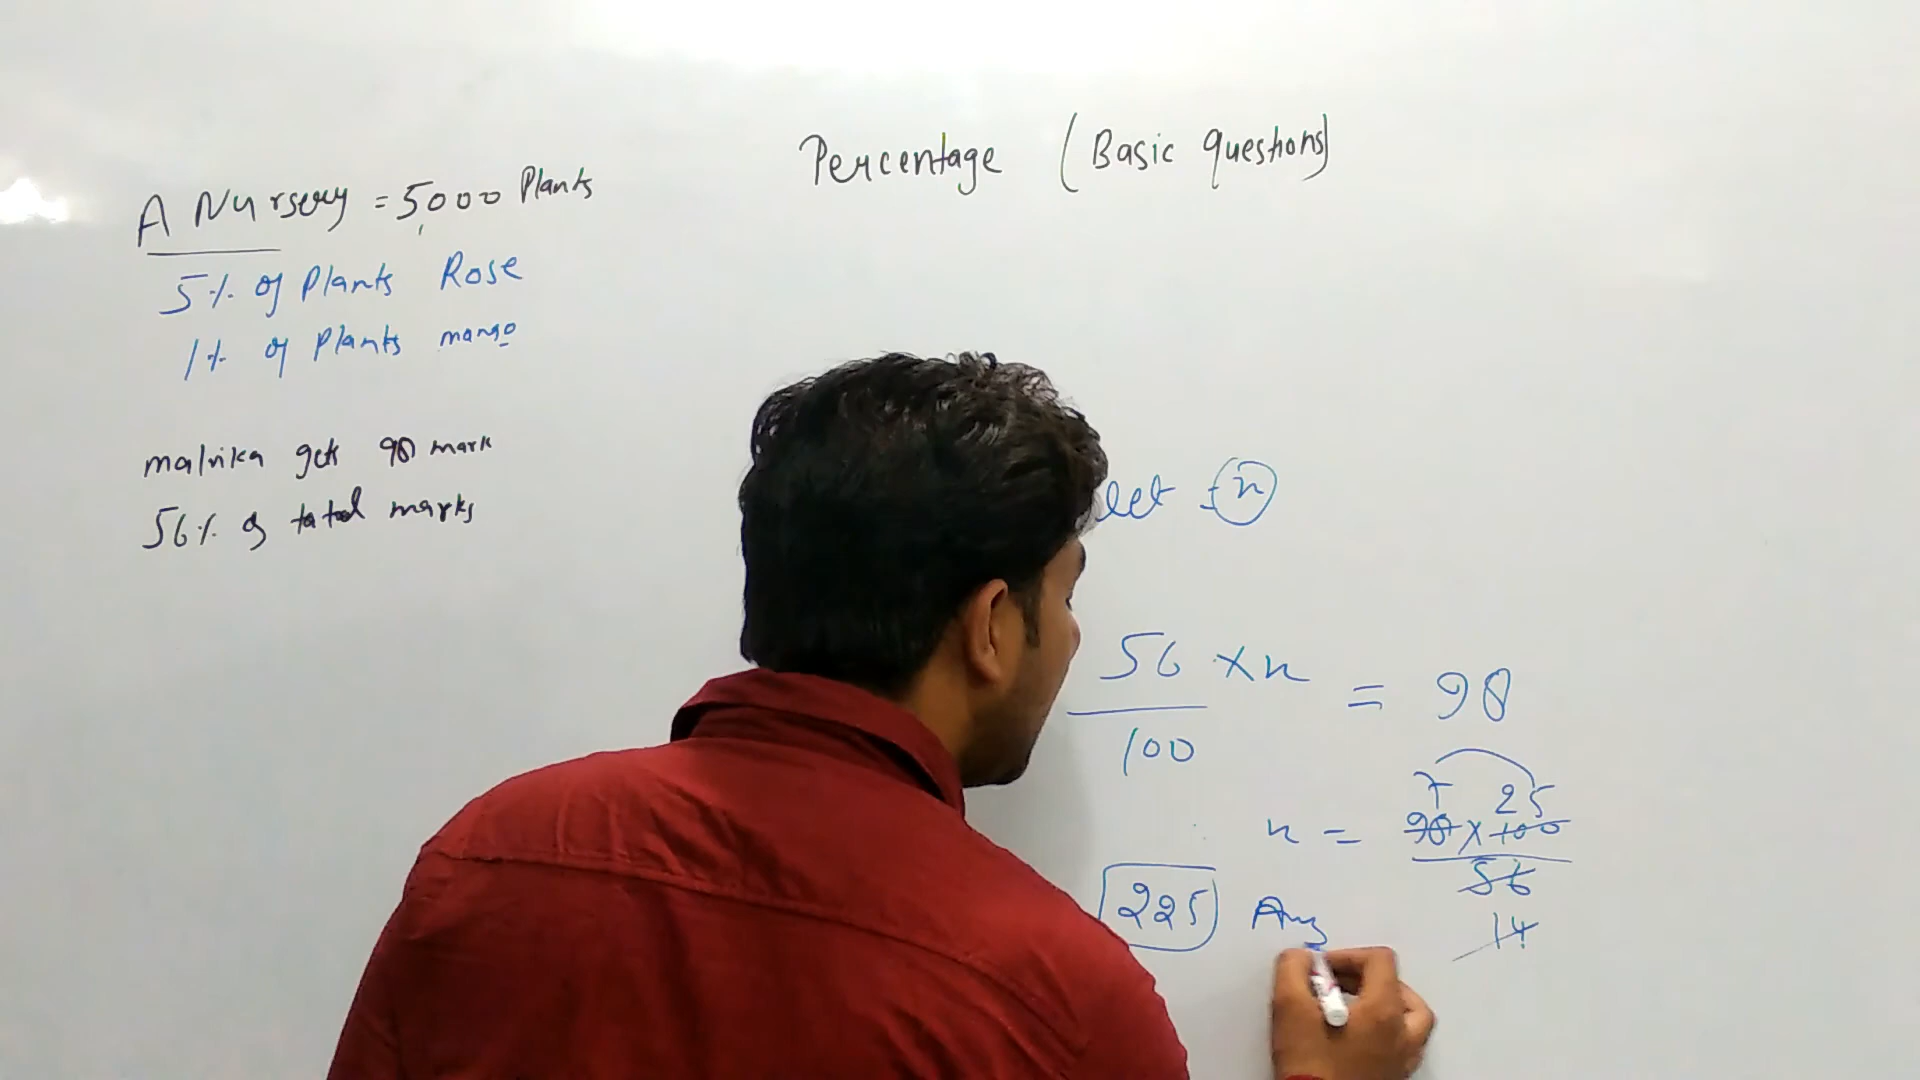 Percentage (Basic questions)
A Nursery = 5,000 Plants
5% of Plants Rose
1% of Plants mango
malvika gets 98 mark
56% of total marks
let = x
56 × x = 98
100
7 25
x = 98 × 100
56
14
225 Ans